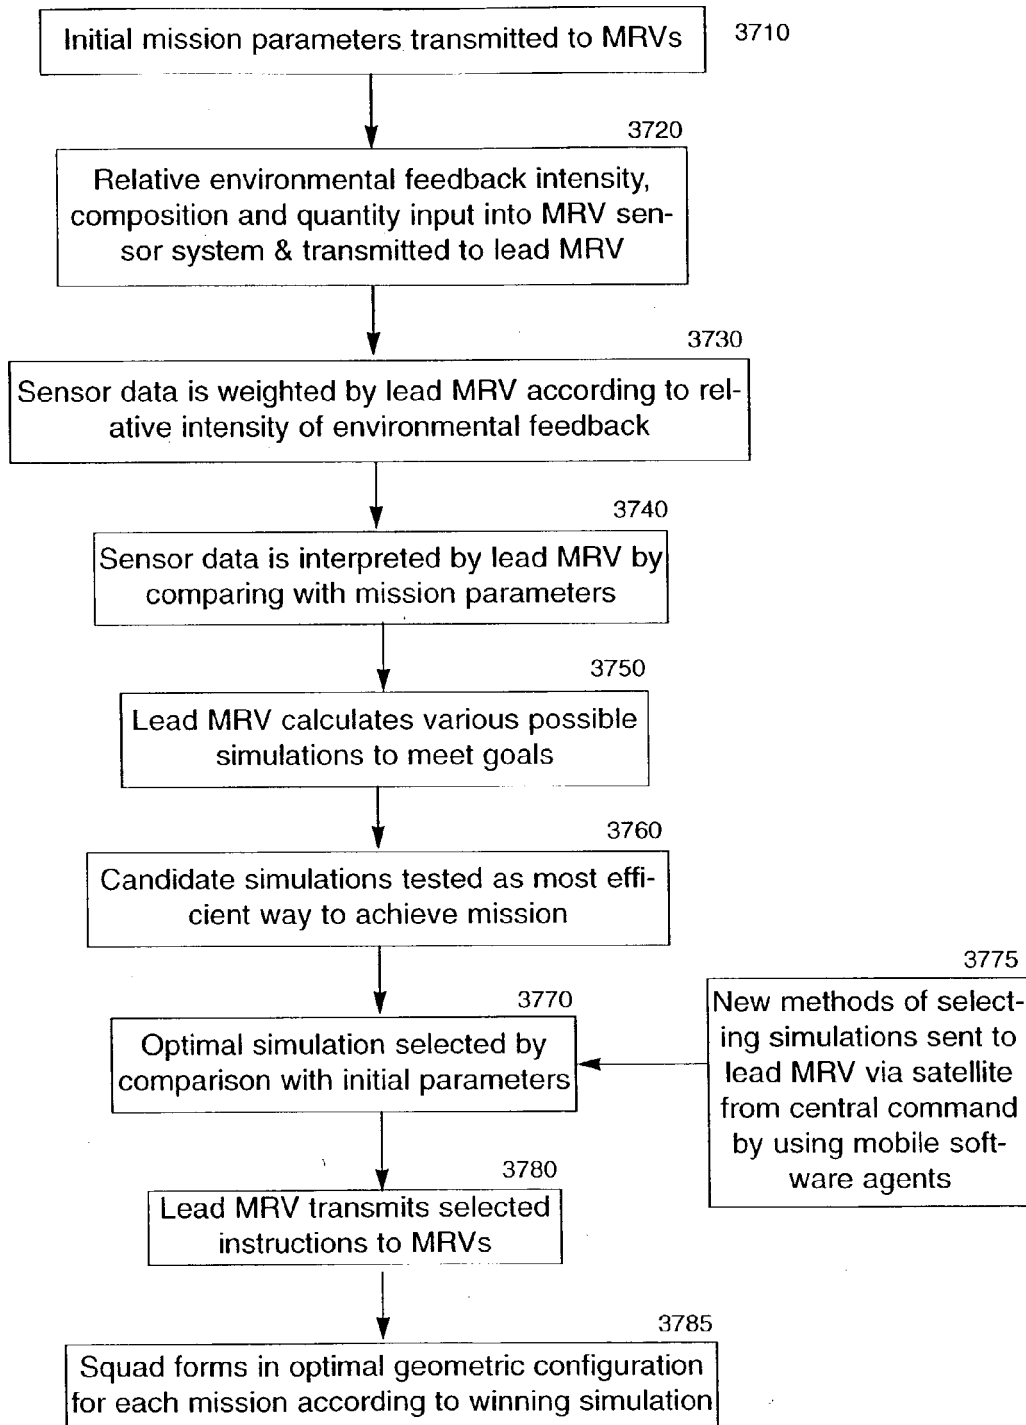 Initial mission parameters transmitted to MRVs
3710
3720
Relative environmental feedback intensity,
composition and quantity input into MRV sen-
sor system & transmitted to lead MRV
3730
Sensor data is weighted by lead MRV according to rel-
ative intensity of environmental feedback
3740
Sensor data is interpreted by lead MRV by
comparing with mission parameters
3750
Lead MRV calculates various possible
simulations to meet goals
3760
Candidate simulations tested as most effi-
cient way to achieve mission
3770
Optimal simulation selected by
comparison with initial parameters
3775
New methods of select-
ing simulations sent to
lead MRV via satellite
from central command
by using mobile soft-
ware agents
3780
Lead MRV transmits selected
instructions to MRVs
3785
Squad forms in optimal geometric configuration
for each mission according to winning simulation